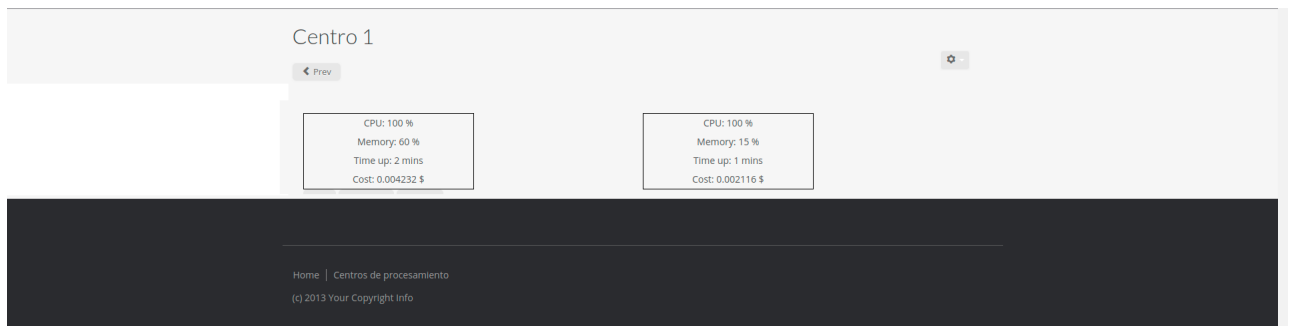 Centro 1
Prev
CPU: 100 %
Memory: 60 %
Time up: 2 mins
Cost: 0.004232 $
CPU: 100 %
Memory: 15 %
Time up: 1 mins
Cost: 0.002116 $
Home | Centros de procesamiento
(c) 2013 Your Copyright Info